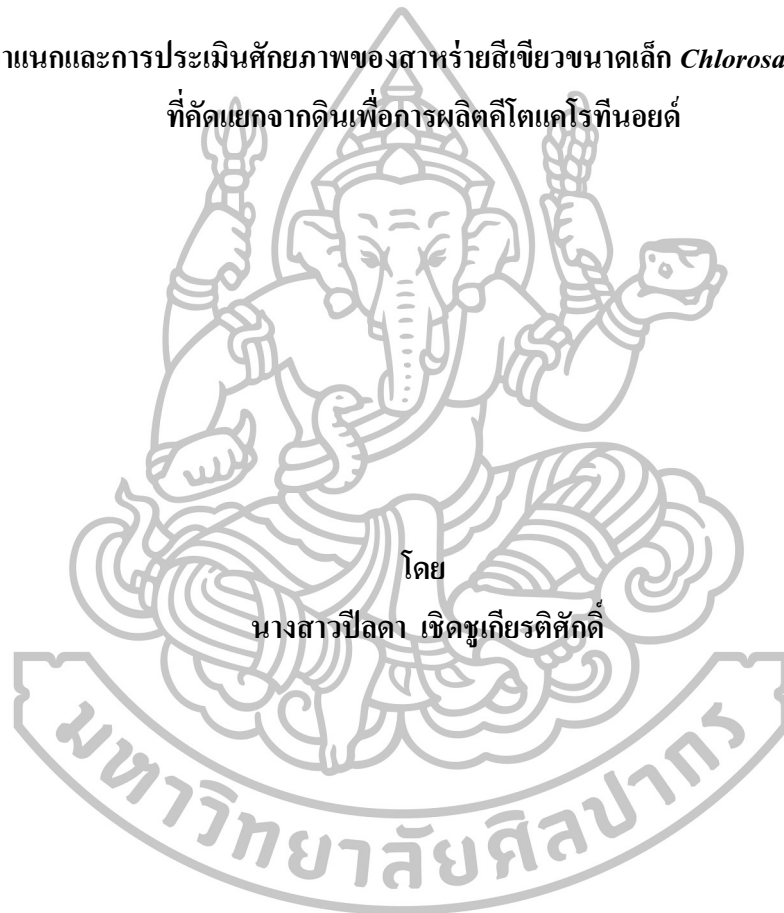 าแนกและการประเมินศักยภาพของสาหร่ายสีเขียวขนาดเล็ก Chlorosa
ที่คัดแยกจากดินเพื่อการผลิตคีโตแคโรทีนอยด์
โดย
นางสาวปีลดา เชิดชูเกียรติศักดิ์
มหาวิทยาลัยศิลปากร